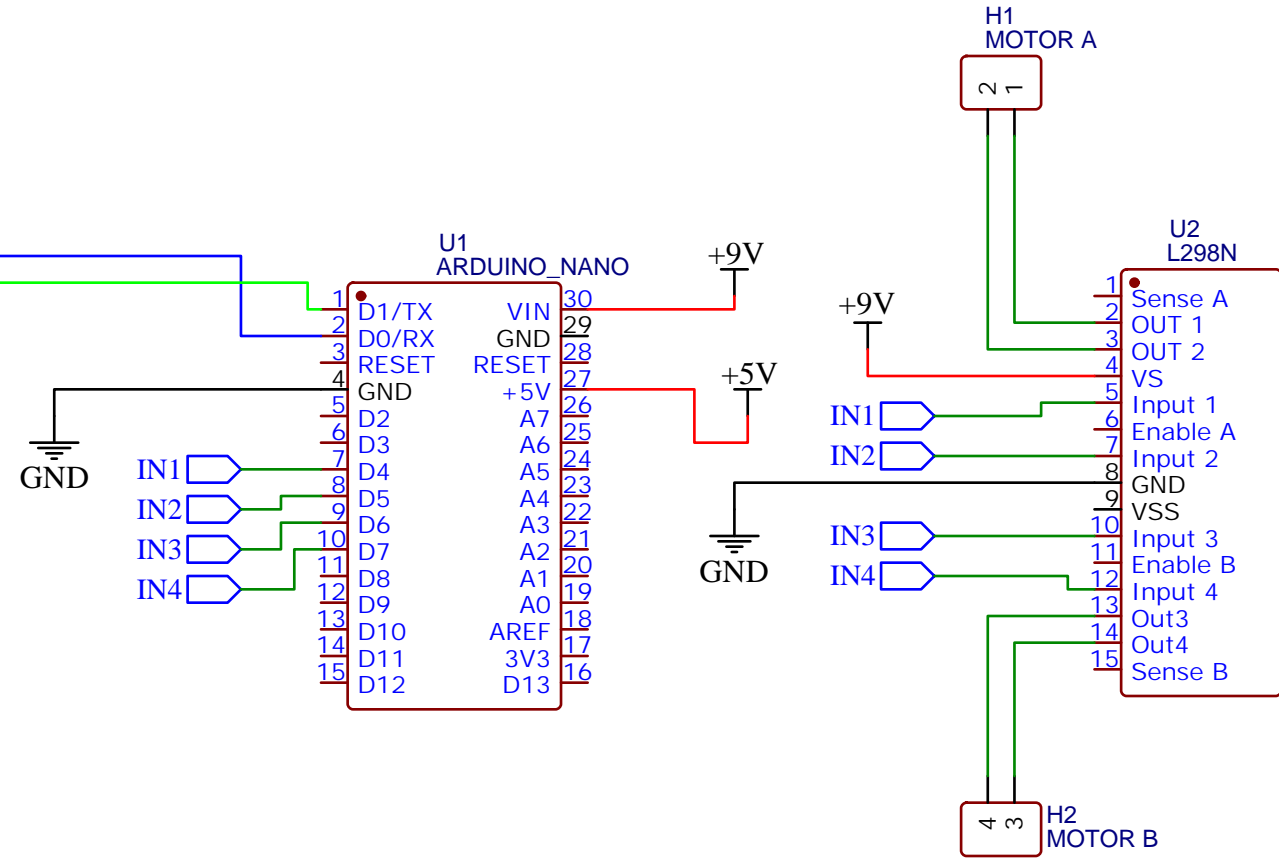 H1
MOTOR A
2 1
U1
ARDUINO_NANO
1 D1/TX
2 D0/RX
3 RESET
4 GND
5 D2
6 D3
7 D4
8 D5
9 D6
10 D7
11 D8
12 D9
13 D10
14 D11
15 D12
VIN 30
GND 29
RESET 28
+5V 27
A7 26
A6 25
A5 24
A4 23
A3 22
A2 21
A1 20
A0 19
AREF 18
3V3 17
D13 16
GND
IN1
IN2
IN3
IN4
+9V
+5V
U2
L298N
1 Sense A
2 OUT 1
3 OUT 2
4 VS
5 Input 1
6 Enable A
7 Input 2
8 GND
9 VSS
10 Input 3
11 Enable B
12 Input 4
13 Out3
14 Out4
15 Sense B
+9V
IN1
IN2
GND
IN3
IN4
4 3
H2
MOTOR B